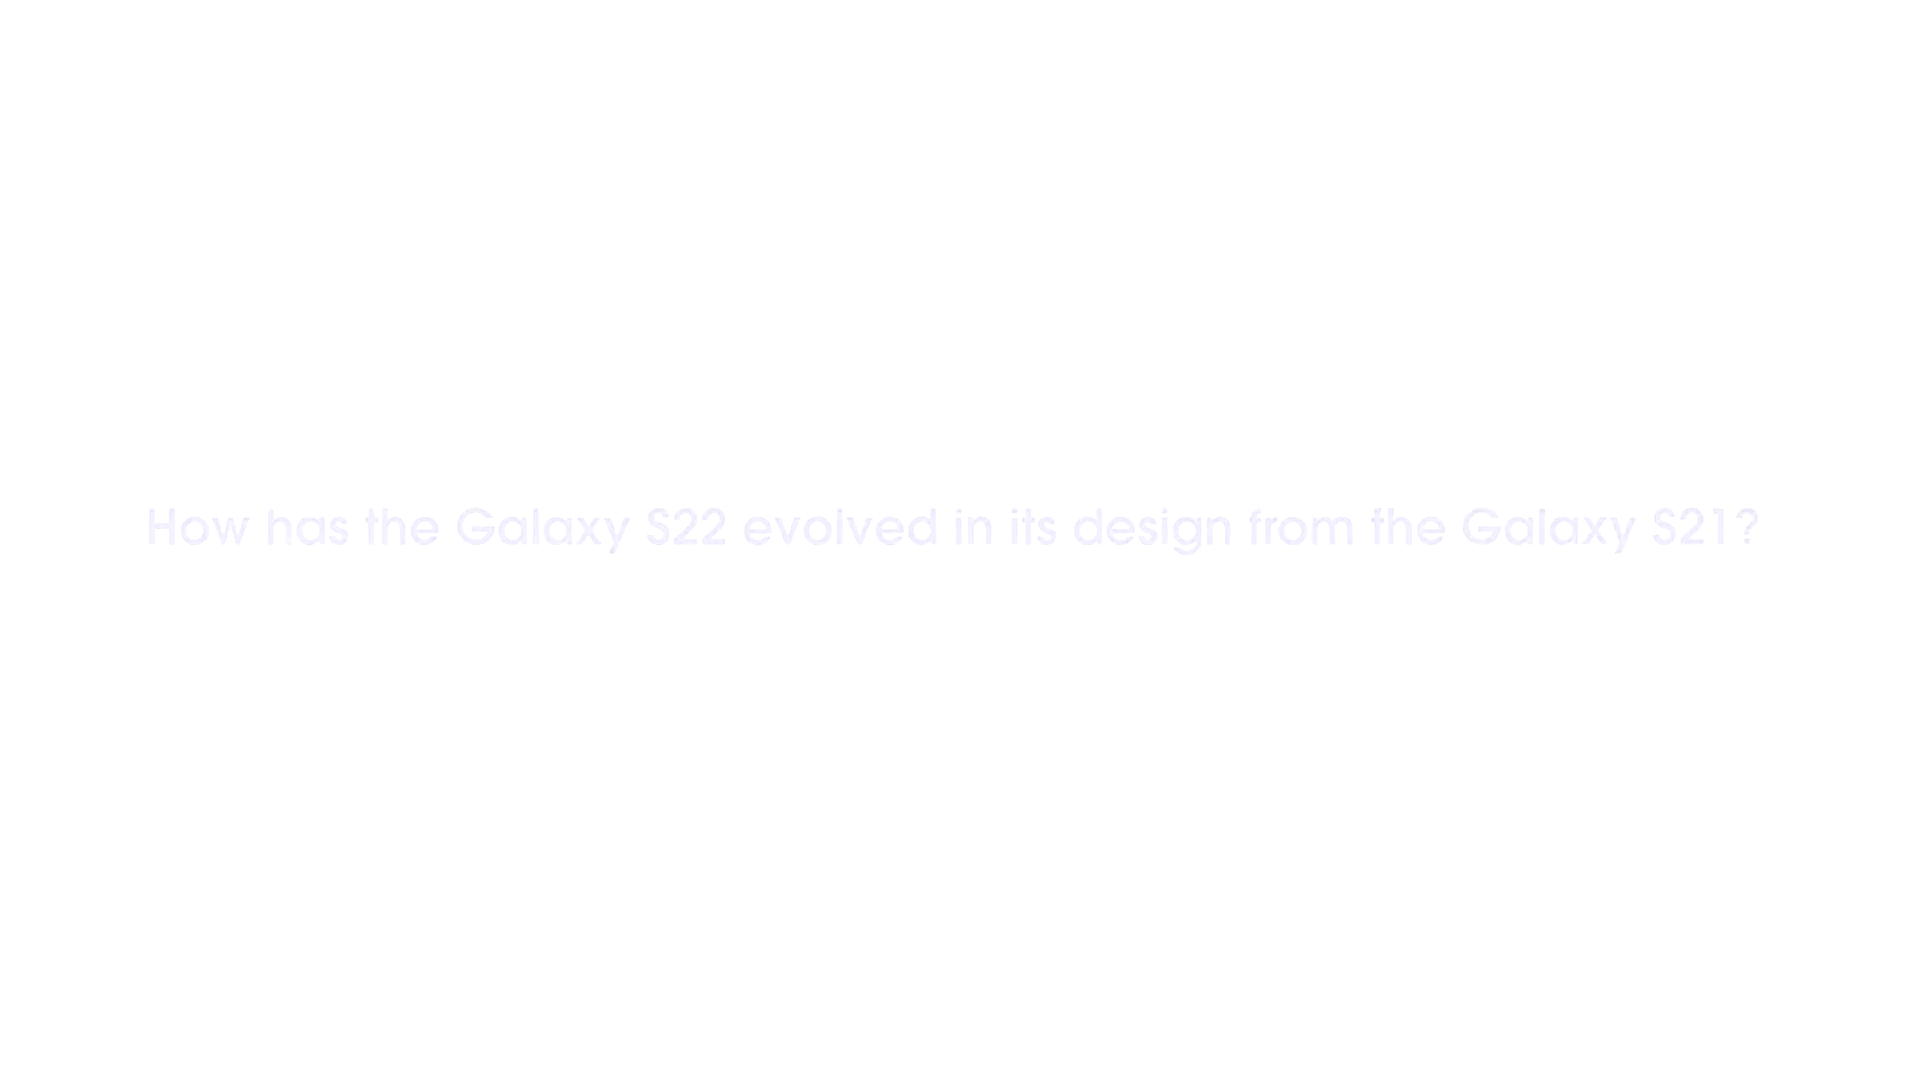 How has the Galaxy S22 evolved in its design from the Galaxy S21?